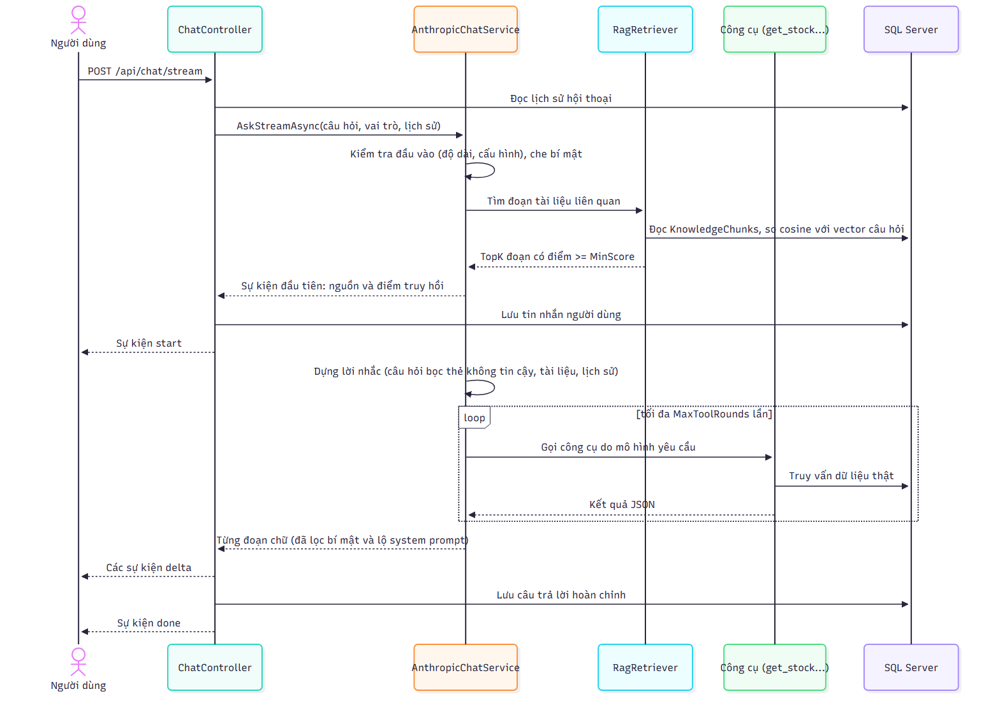 Người dùng
ChatController
AnthropicChatService
RagRetriever
Công cụ (get_stock...)
SQL Server
POST /api/chat/stream
Đọc lịch sử hội thoại
AskStreamAsync(câu hỏi, vai trò, lịch sử)
Kiểm tra đầu vào (độ dài, cấu hình), che bí mật
Tìm đoạn tài liệu liên quan
Đọc KnowledgeChunks, so cosine với vector câu hỏi
TopK đoạn có điểm >= MinScore
Sự kiện đầu tiên: nguồn và điểm truy hồi
Lưu tin nhắn người dùng
Sự kiện start
Dựng lời nhắc (câu hỏi bọc thẻ không tin cậy, tài liệu, lịch sử)
loop
[tối đa MaxToolRounds lần]
Gọi công cụ do mô hình yêu cầu
Truy vấn dữ liệu thật
Kết quả JSON
Từng đoạn chữ (đã lọc bí mật và lộ system prompt)
Các sự kiện delta
Lưu câu trả lời hoàn chỉnh
Sự kiện done
Người dùng
ChatController
AnthropicChatService
RagRetriever
Công cụ (get_stock...)
SQL Server